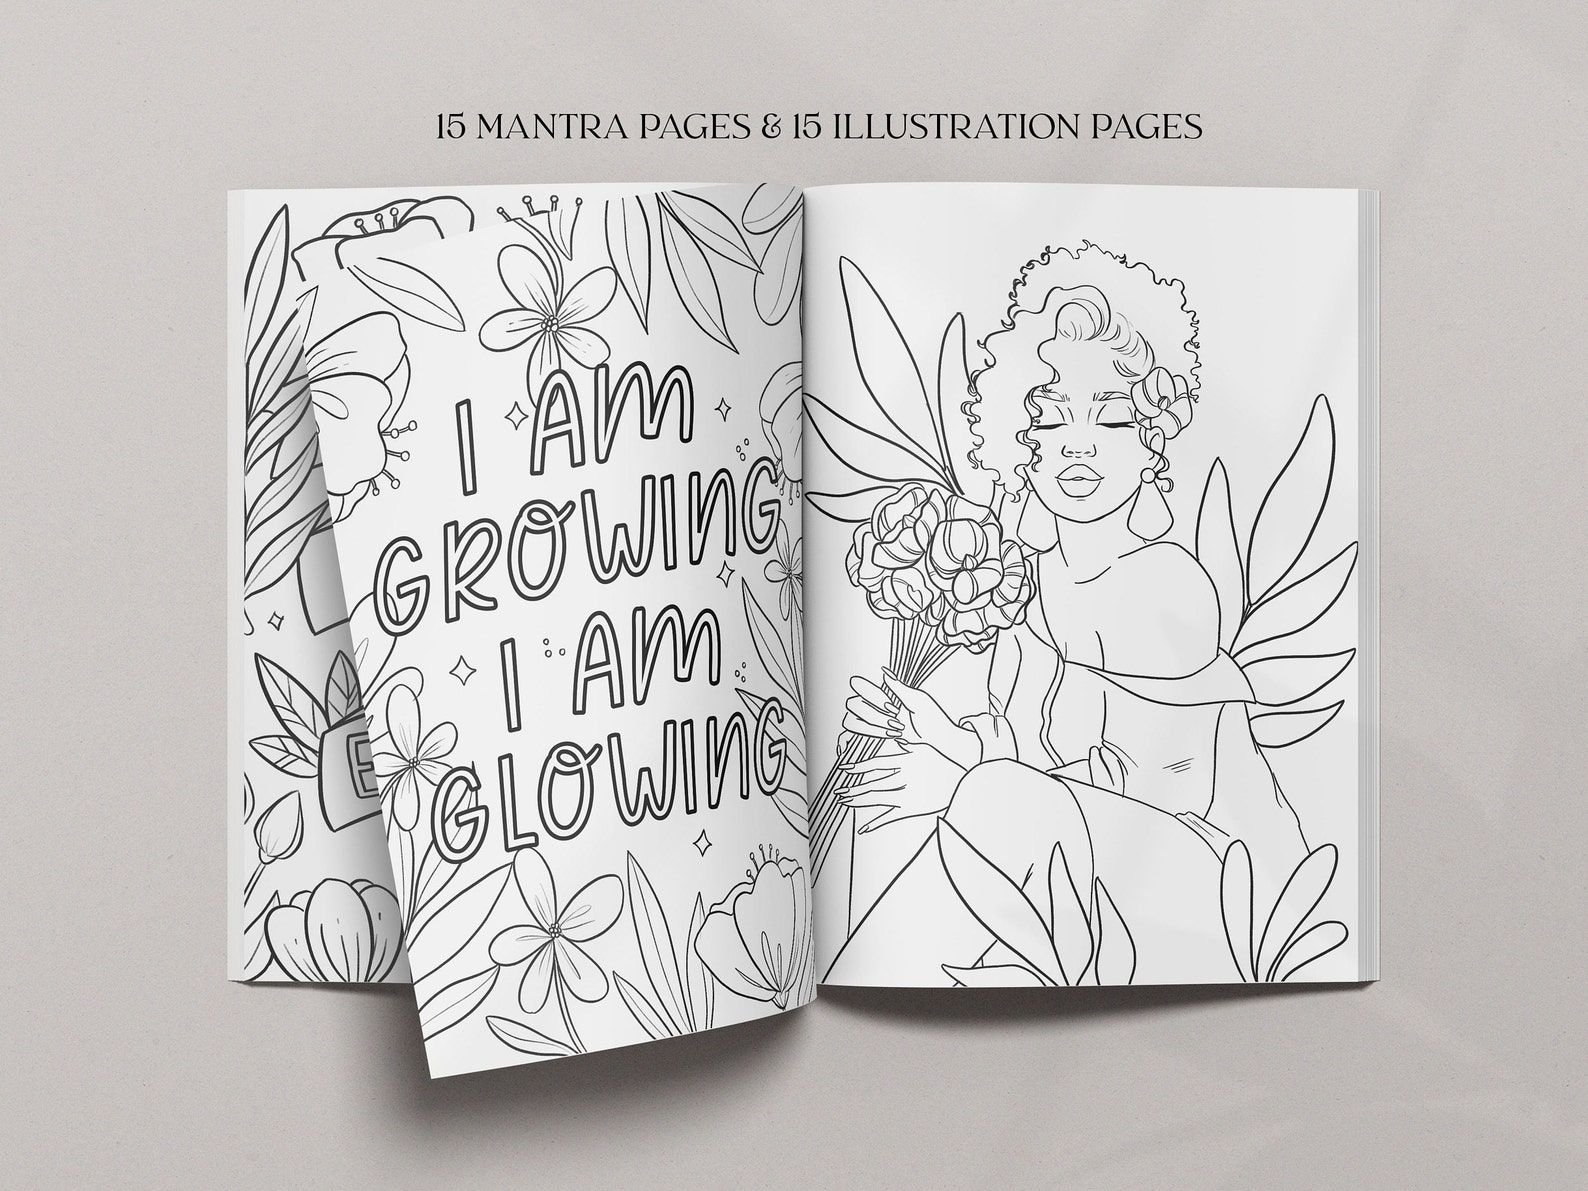 15 MANTRA PAGES & 15 ILLUSTRATION PAGES
I AM
GROWING
I AM
GLOWING
E